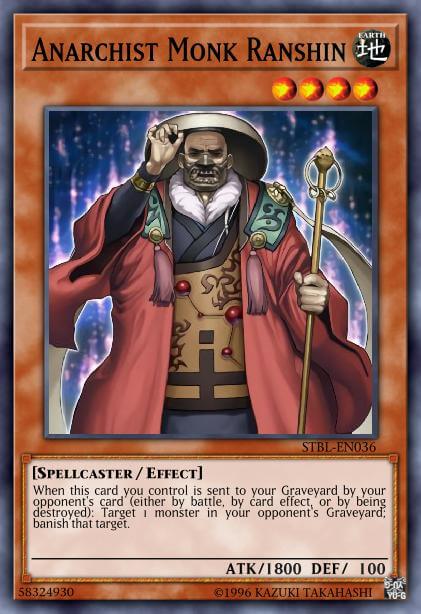 ANARCHIST MONK RANSHIN
EARTH
地
STBL-EN036
[SPELLCASTER / EFFECT]
When this card you control is sent to your Graveyard by your
opponent's card (either by battle, by card effect, or by being
destroyed): Target 1 monster in your opponent's Graveyard;
banish that target.
ATK/1800 DEF/ 100
58324930
©1996 KAZUKI TAKAHASHI